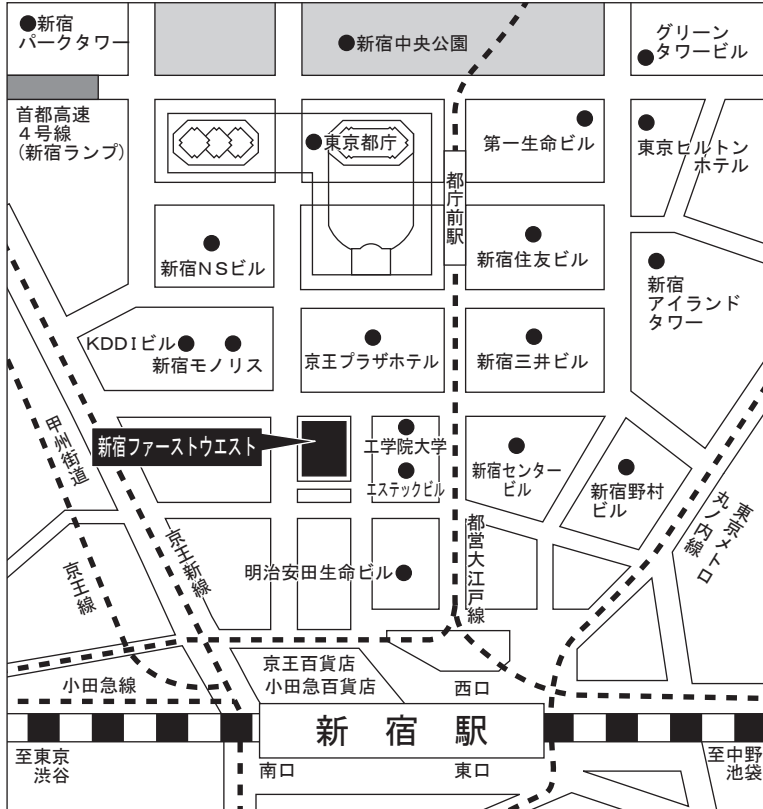 新宿
パークタワー
新宿中央公園
グリーン
タワービル
首都高速
4号線
(新宿ランプ)
東京都庁
第一生命ビル
東京ヒルトン
ホテル
都庁前駅
新宿NSビル
新宿住友ビル
新宿
アイランド
タワー
KDDIビル
新宿モノリス
京王プラザホテル
新宿三井ビル
甲州街道
新宿ファーストウエスト
工学院大学
エステックビル
新宿センター
ビル
新宿野村
ビル
東京メトロ
丸ノ内線
京王線
京王新線
明治安田生命ビル
都営大江戸線
小田急線
京王百貨店
小田急百貨店
西口
新宿駅
至東京
渋谷
南口
東口
至中野
池袋